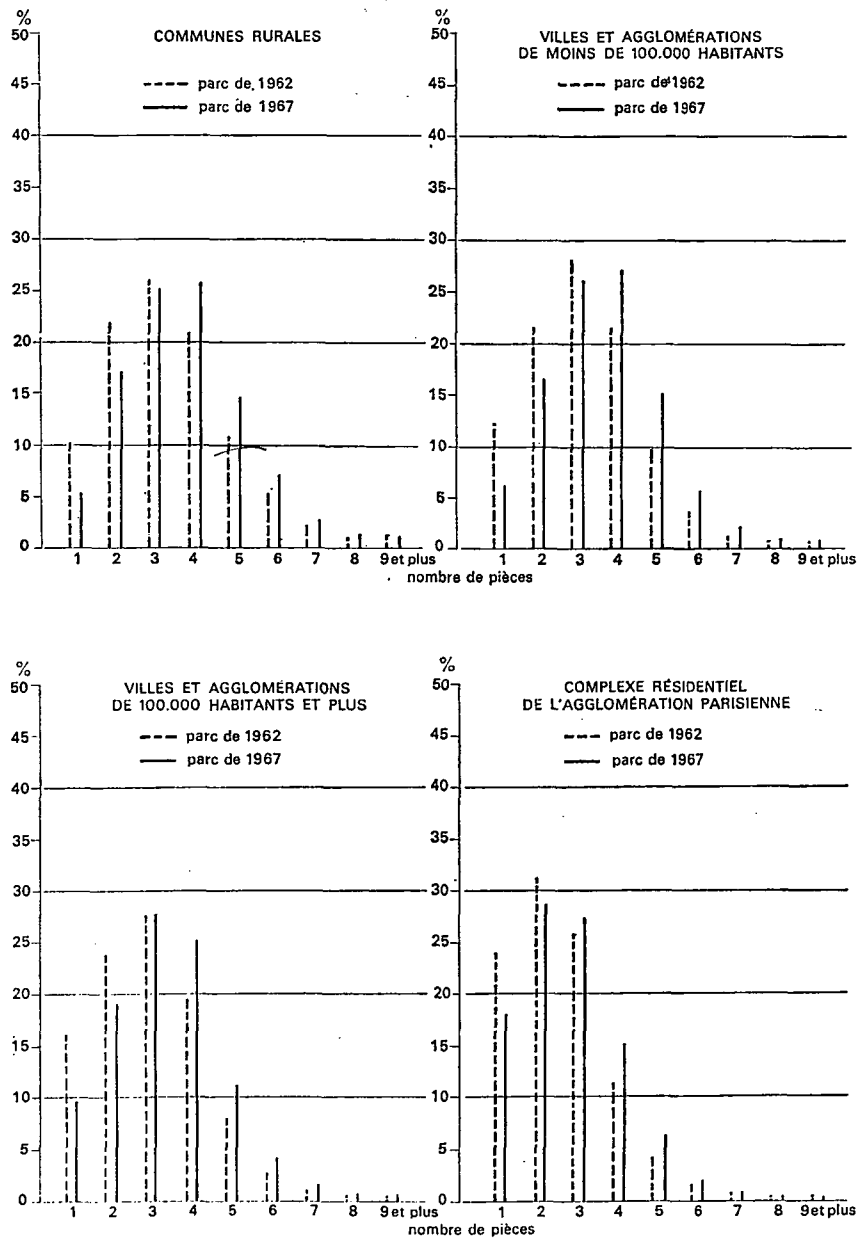 %
COMMUNES RURALES
parc de 1962
parc de 1967
50
45
40
35
30
25
20
15
10
5
0
1 2 3 4 5 6 7 8 9 et plus
%
VILLES ET AGGLOMÉRATIONS
DE MOINS DE 100.000 HABITANTS
parc de 1962
parc de 1967
50
45
40
35
30
25
20
15
10
5
0
1 2 3 4 5 6 7 8 9 et plus
nombre de pièces
%
VILLES ET AGGLOMÉRATIONS
DE 100.000 HABITANTS ET PLUS
parc de 1962
parc de 1967
50
45
40
35
30
25
20
15
10
5
0
1 2 3 4 5 6 7 8 9 et plus
%
COMPLEXE RÉSIDENTIEL
DE L'AGGLOMÉRATION PARISIENNE
parc de 1962
parc de 1967
50
45
40
35
30
25
20
15
10
5
0
1 2 3 4 5 6 7 8 9 et plus
nombre de pièces